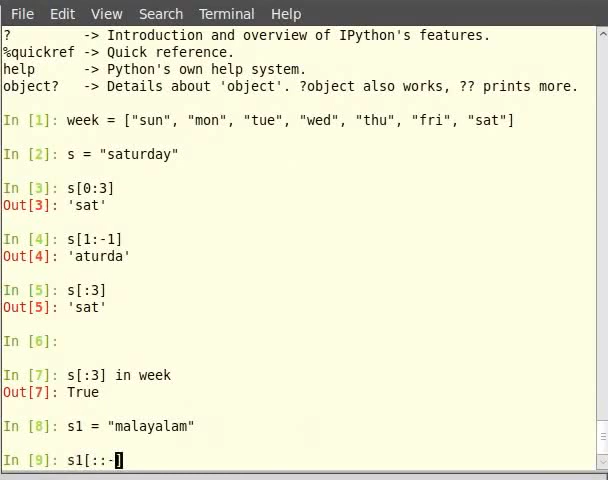 File Edit View Search Terminal Help
? -> Introduction and overview of IPython's features.
%quickref -> Quick reference.
help -> Python's own help system.
object? -> Details about 'object'. ?object also works, ?? prints more.
In [1]: week = ["sun", "mon", "tue", "wed", "thu", "fri", "sat"]
In [2]: s = "saturday"
In [3]: s[0:3]
Out[3]: 'sat'
In [4]: s[1:-1]
Out[4]: 'aturda'
In [5]: s[:3]
Out[5]: 'sat'
In [6]:
In [7]: s[:3] in week
Out[7]: True
In [8]: s1 = "malayalam"
In [9]: s1[::-]